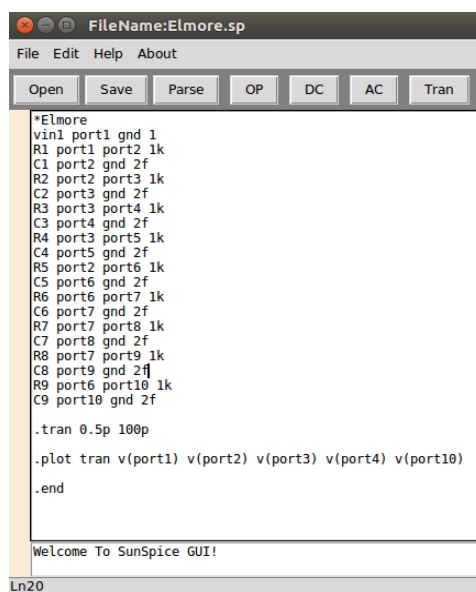 FileName:Elmore.sp
File Edit Help About
Open Save Parse OP DC AC Tran
*Elmore
vin1 port1 gnd 1
R1 port1 port2 1k
C1 port2 gnd 2f
R2 port2 port3 1k
C2 port3 gnd 2f
R3 port3 port4 1k
C3 port4 gnd 2f
R4 port3 port5 1k
C4 port5 gnd 2f
R5 port2 port6 1k
C5 port6 gnd 2f
R6 port6 port7 1k
C6 port7 gnd 2f
R7 port7 port8 1k
C7 port8 gnd 2f
R8 port7 port9 1k
C8 port9 gnd 2f
R9 port6 port10 1k
C9 port10 gnd 2f
.tran 0.5p 100p
.plot tran v(port1) v(port2) v(port3) v(port4) v(port10)
.end
Welcome To SunSpice GUI!
Ln20